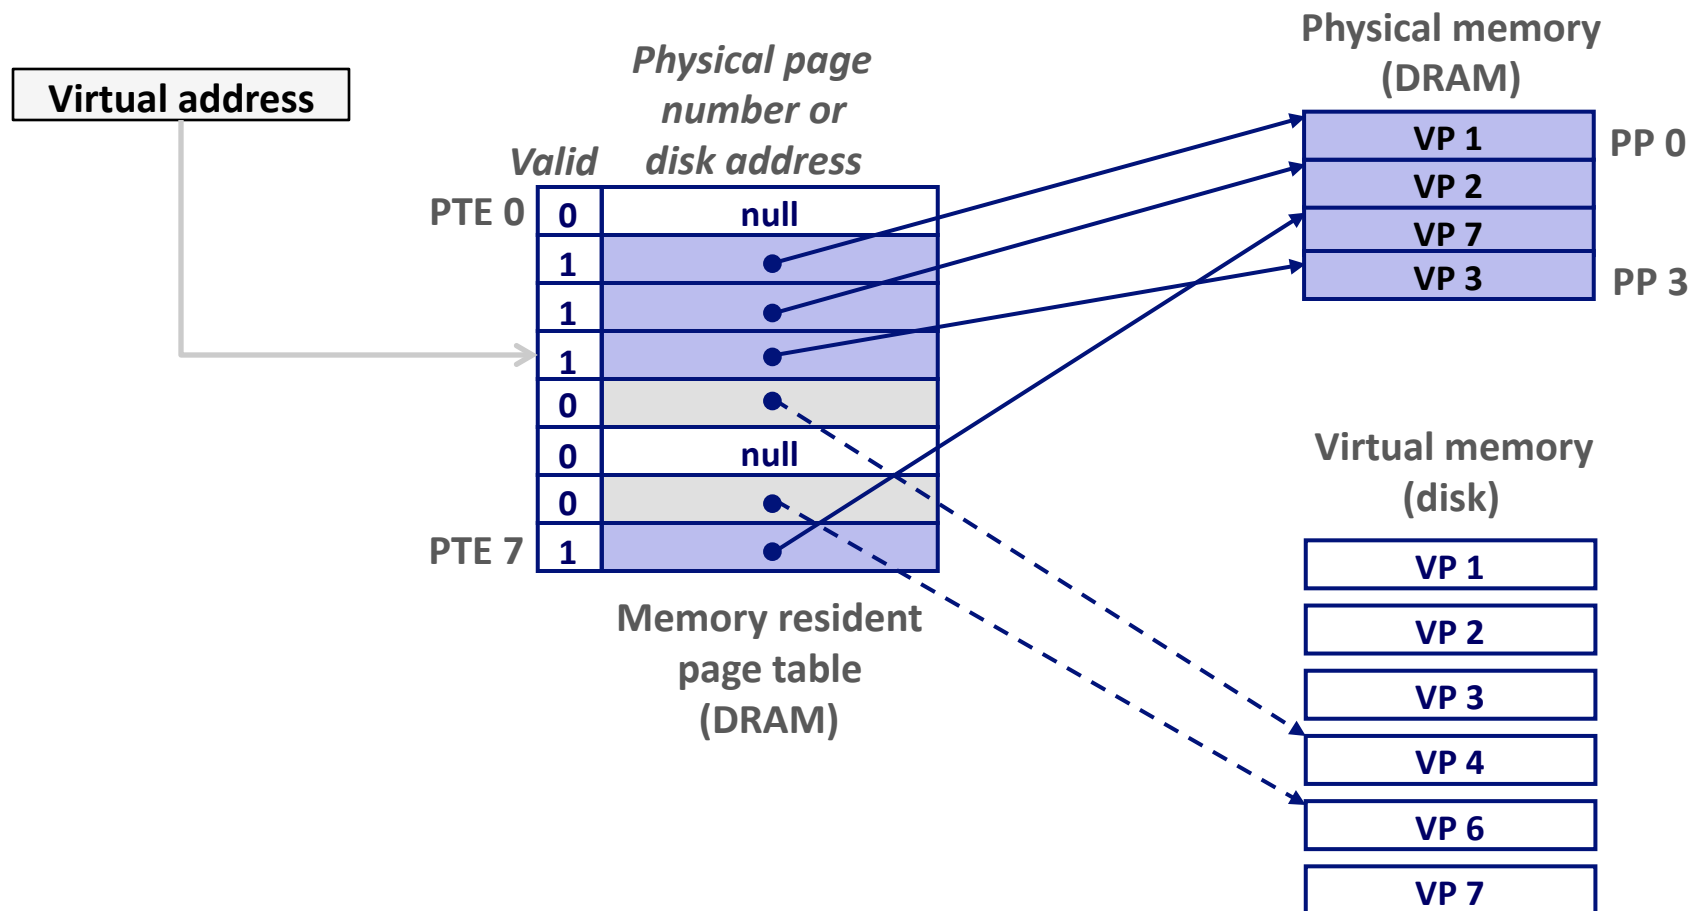 Virtual address
Physical page
number or
disk address
Valid
PTE 0
0
null
1
1
1
0
0
null
0
PTE 7
1
Memory resident
page table
(DRAM)
Physical memory
(DRAM)
VP 1
PP 0
VP 2
VP 7
VP 3
PP 3
Virtual memory
(disk)
VP 1
VP 2
VP 3
VP 4
VP 6
VP 7